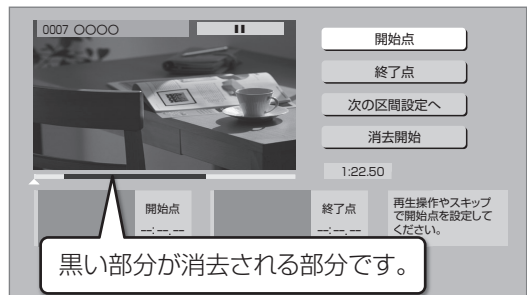 0007 ○○○○
開始点
終了点
次の区間設定へ
消去開始
1:22.50
開始点
--:--.--
終了点
--:--.--
再生操作やスキップ
で開始点を設定して
ください。
黒い部分が消去される部分です。